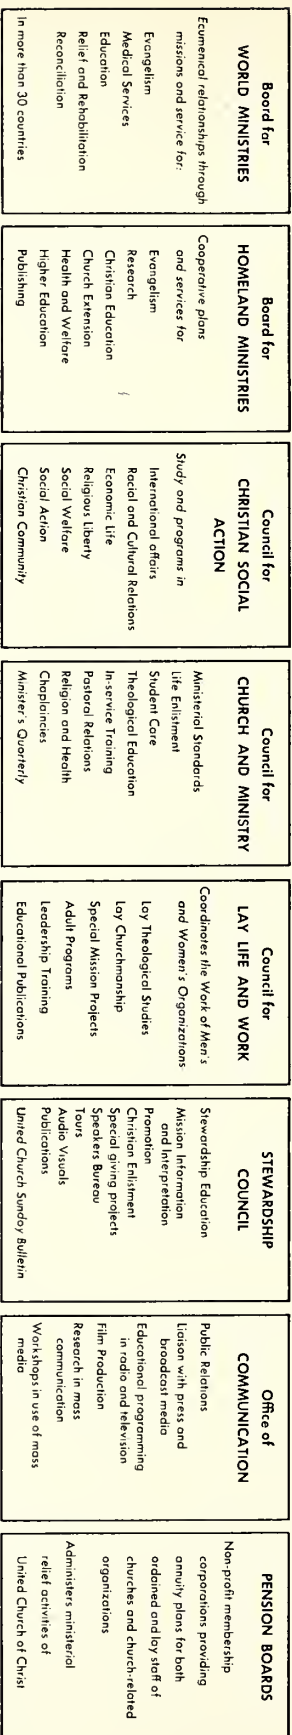 Board for
WORLD MINISTRIES
Ecumenical relationships through
missions and service for:
Evangelism
Medical Services
Education
Relief and Rehabilitation
Reconciliation
In more than 30 countries
Board for
HOMELAND MINISTRIES
Cooperative plans
and services for
Evangelism
Research
Christian Education
Church Extension
Health and Welfare
Higher Education
Publishing
Council for
CHRISTIAN SOCIAL
ACTION
Study and programs in
International affairs
Racial and Cultural Relations
Economic Life
Religious Liberty
Social Welfare
Social Action
Christian Community
Council for
CHURCH AND MINISTRY
Ministerial Standards
Life Enlistment
Student Care
Theological Education
In-service Training
Pastoral Relations
Religion and Health
Chaplaincies
Minister's Quarterly
Council for
LAY LIFE AND WORK
Coordinates the Work of Men's
and Women's Organizations
Lay Theological Studies
Lay Churchmanship
Special Mission Projects
Adult Programs
Leadership Training
Educational Publications
STEWARDSHIP
COUNCIL
Stewardship Education
Mission Information
and Interpretation
Promotion
Christian Enlistment
Special giving projects
Speakers Bureau
Tours
Audio Visuals
Publications
United Church Sunday Bulletin
Office of
COMMUNICATION
Public Relations
Liaison with press and
broadcast media
Educational programming
in radio and television
Film Production
Research in mass
communication
Workshops in use of mass
media
PENSION BOARDS
Non-profit membership
corporations providing
annuity plans for both
ordained and lay staff of
churches and church-related
organizations
Administers ministerial
relief activities of
United Church of Christ